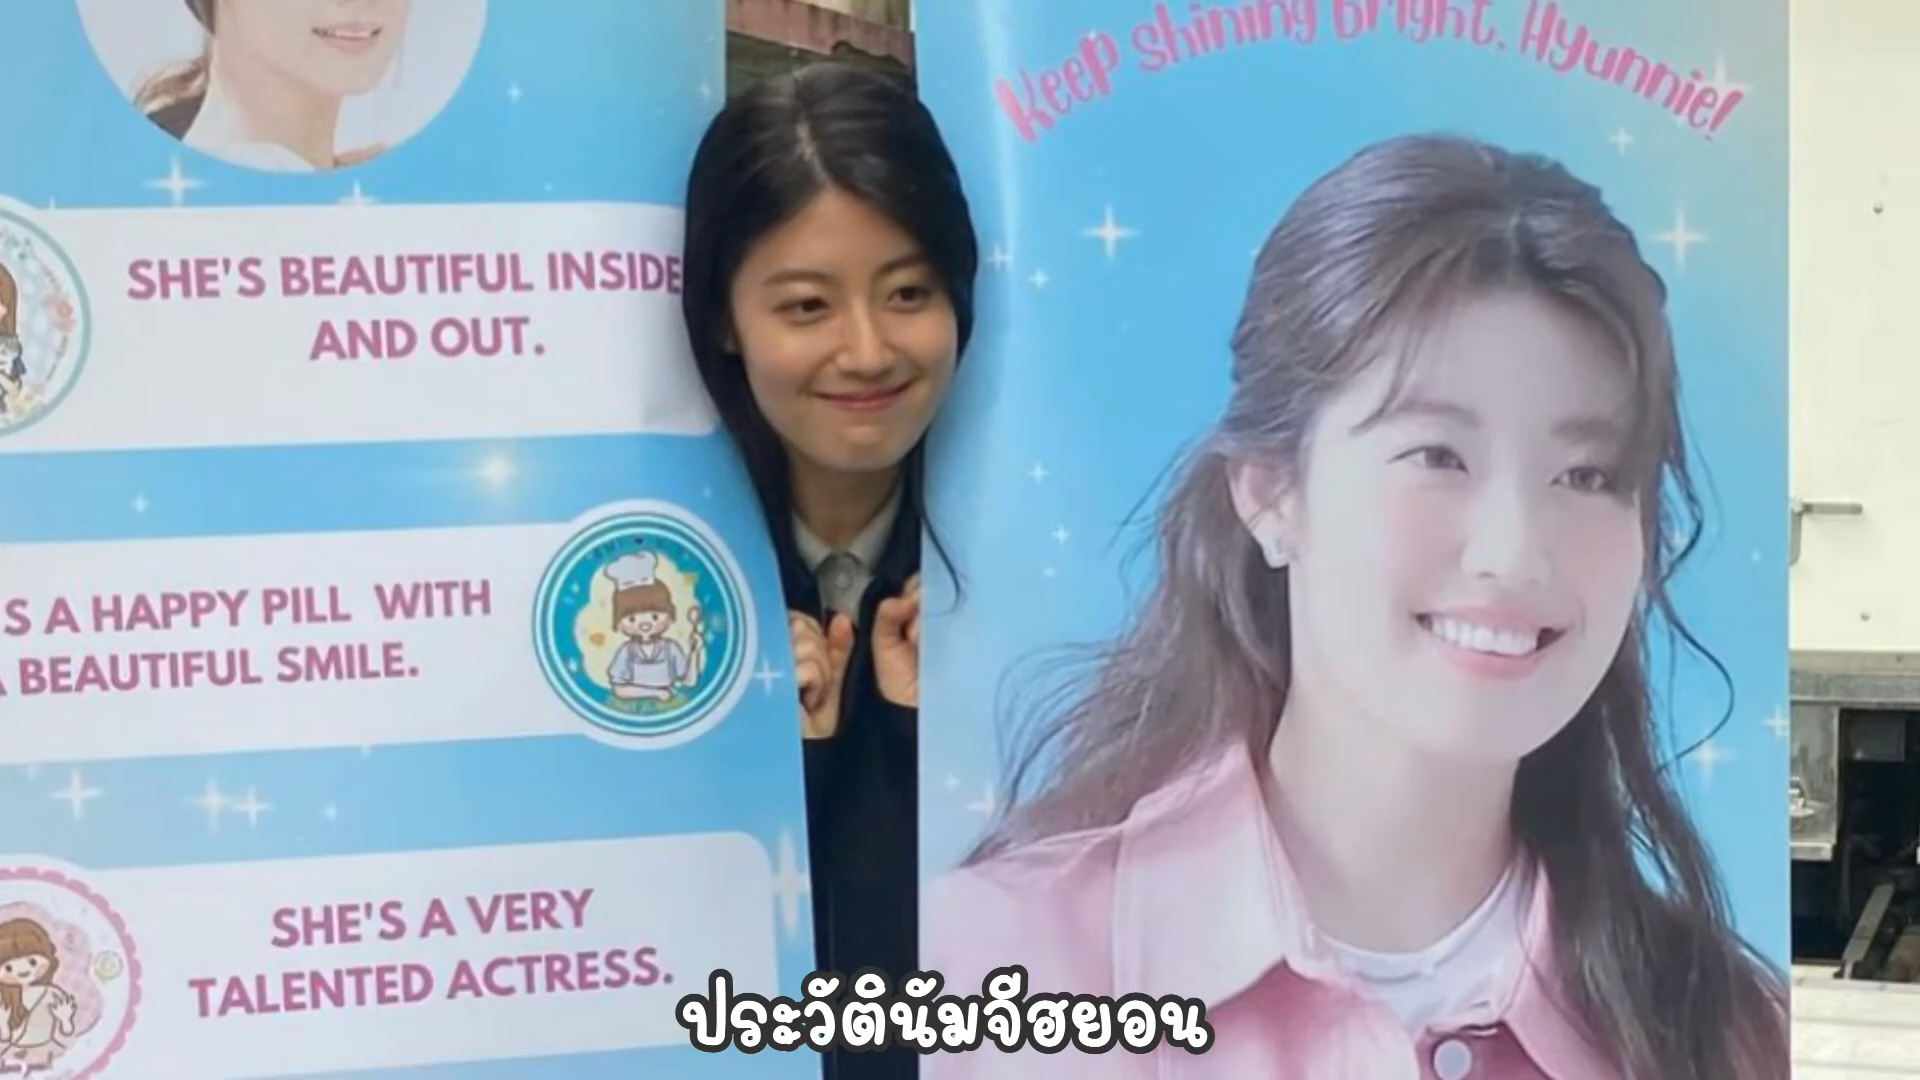 Keep shining bright, Hyunnie!
SHE'S BEAUTIFUL INSIDE
AND OUT.
S A HAPPY PILL WITH
A BEAUTIFUL SMILE.
SHE'S A VERY
TALENTED ACTRESS.
ประวัตินัมจีฮยอน